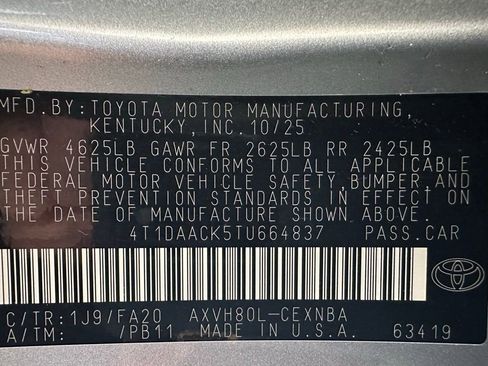 MFD.BY:TOYOTA MOTOR MANUFACTURING,
KENTUCKY,INC.10/25
GVWR 4625LB GAWR FR 2625LB RR 2425LB
THIS VEHICLE CONFORMS TO ALL APPLICABLE
FEDERAL MOTOR VEHICLE SAFETY,BUMPER,AND
THEFT PREVENTION STANDARDS IN EFFECT ON
THE DATE OF MANUFACTURE SHOWN ABOVE.
4T1DAACK5TU664837 PASS.CAR
C/TR:1J9/FA20 AXVH80L-CEXNBA
A/TM: /PB11 MADE IN U.S.A. 63419
TOYOTA